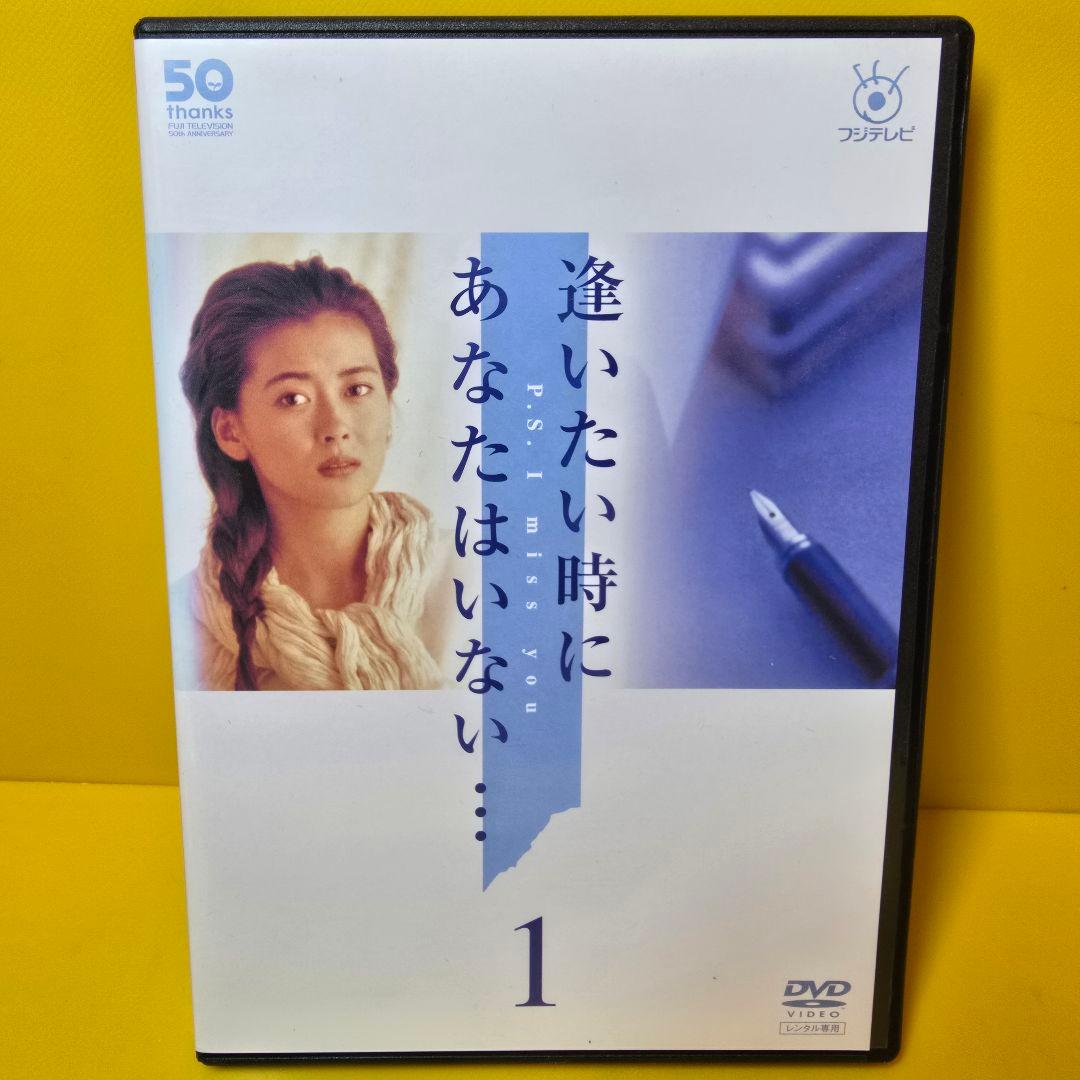 50
thanks
FUJI TELEVISION
50th ANNIVERSARY
フジテレビ
逢いたい時に
あなたはいない…
P.S. I miss you
1
DVD
VIDEO
レンタル専用